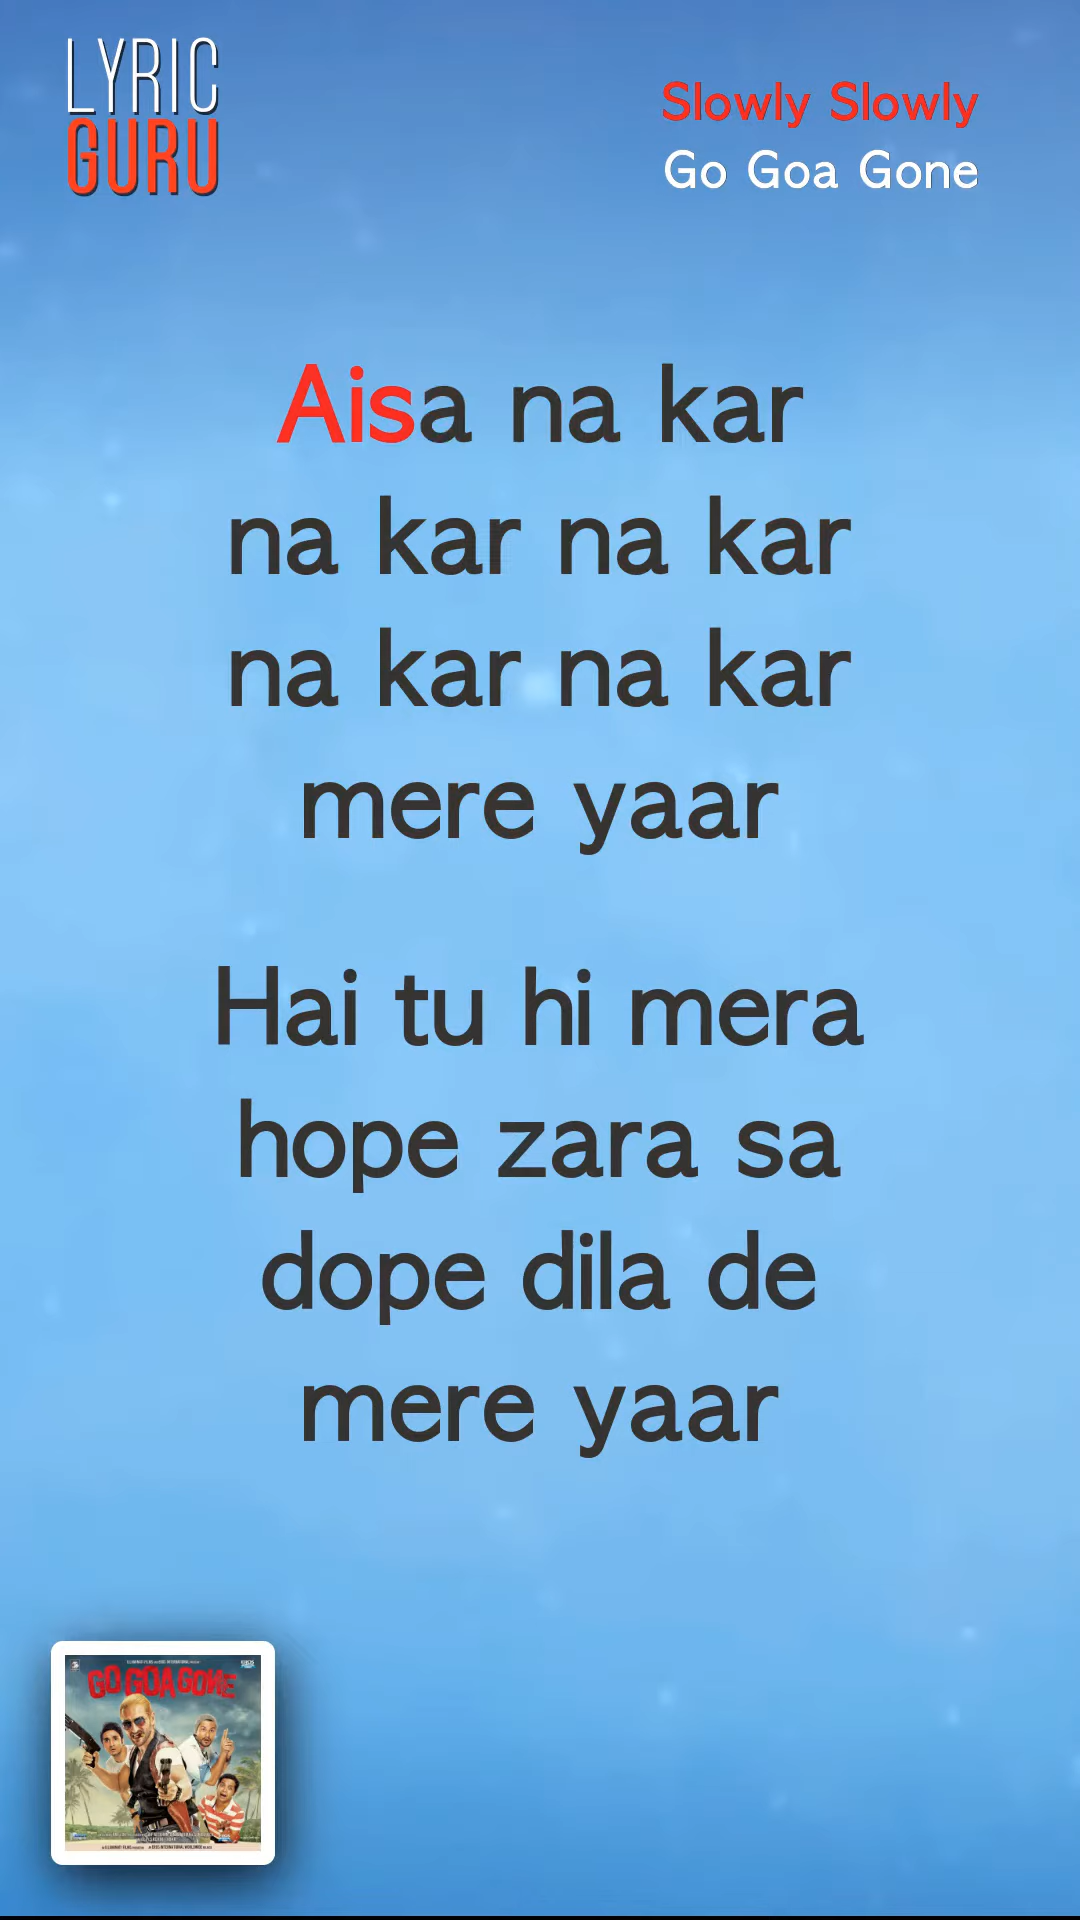 LYRIC
GURU
Slowly Slowly
Go Goa Gone
Aisa na kar
na kar na kar
na kar na kar
mere yaar
Hai tu hi mera
hope zara sa
dope dila de
mere yaar
GO GOA GONE